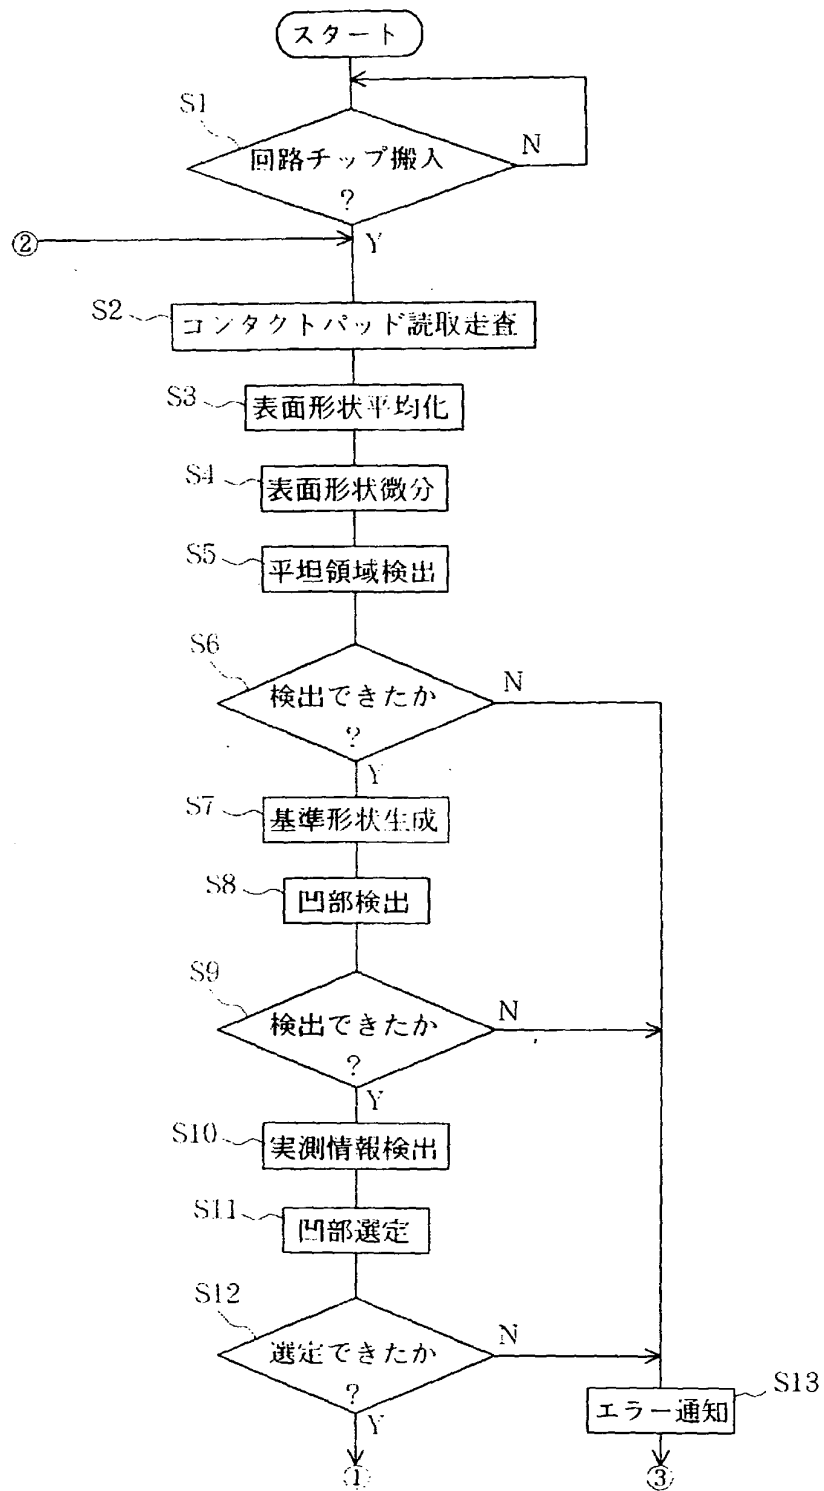 スタート
S1
回路チップ搬入
?
N
Y
②
S2
コンタクトパッド読取走査
S3
表面形状平均化
S4
表面形状微分
S5
平坦領域検出
S6
検出できたか
?
N
Y
S7
基準形状生成
S8
凹部検出
S9
検出できたか
?
N
Y
S10
実測情報検出
S11
凹部選定
S12
選定できたか
?
N
Y
S13
エラー通知
①
③